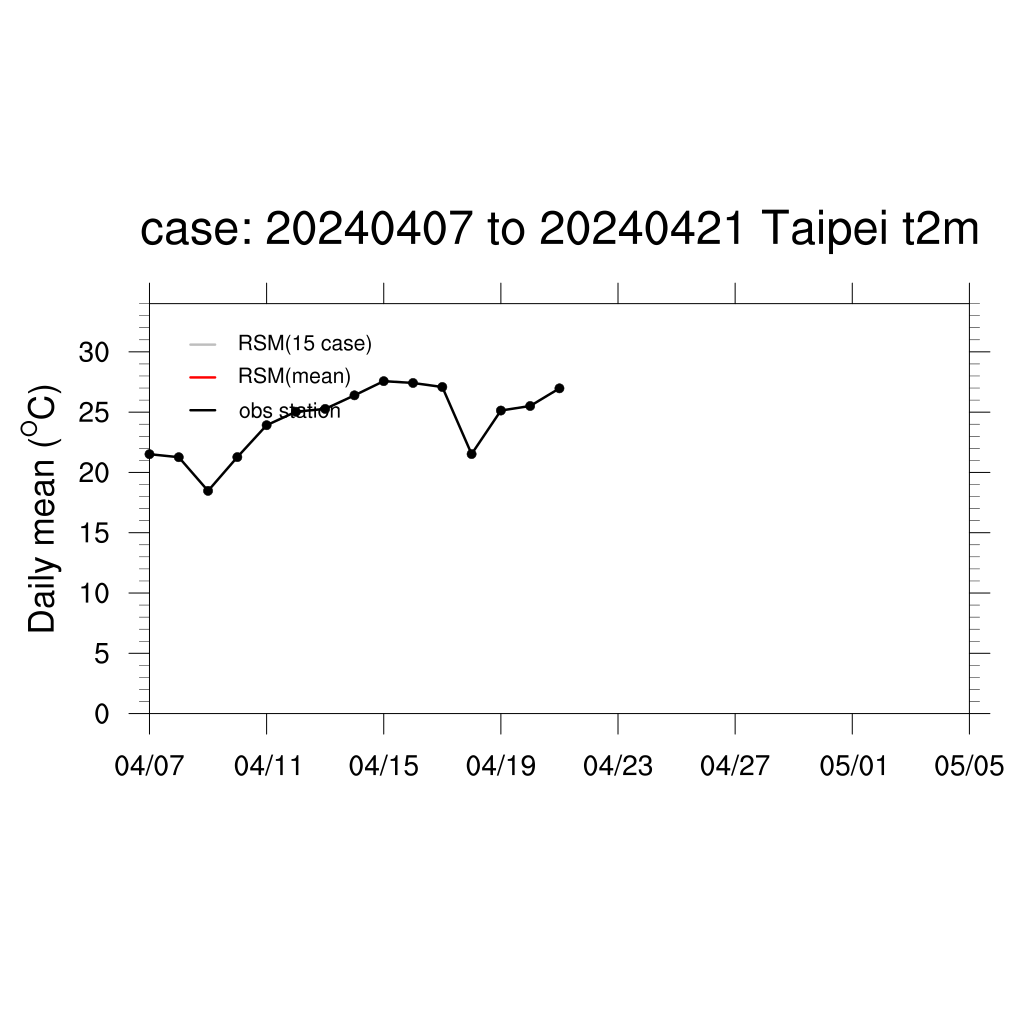 case: 20240407 to 20240421 Taipei t2m
RSM(15 case)
RSM(mean)
obs station
Daily mean (°C)
30
25
20
15
10
5
0
04/07 04/11 04/15 04/19 04/23 04/27 05/01 05/05